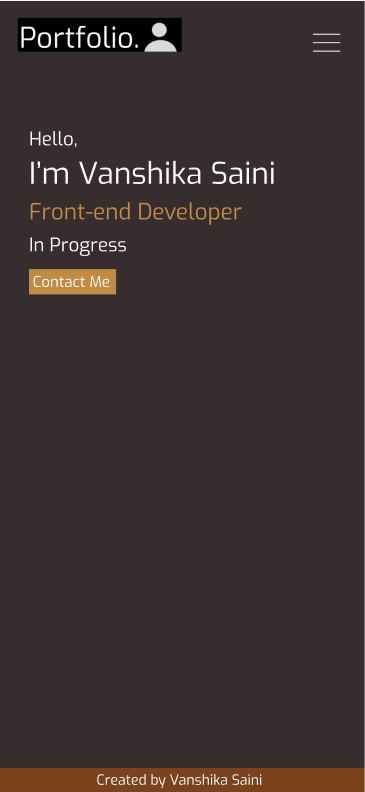 Portfolio.
Hello,
I’m Vanshika Saini
Front-end Developer
In Progress
Contact Me
Created by Vanshika Saini